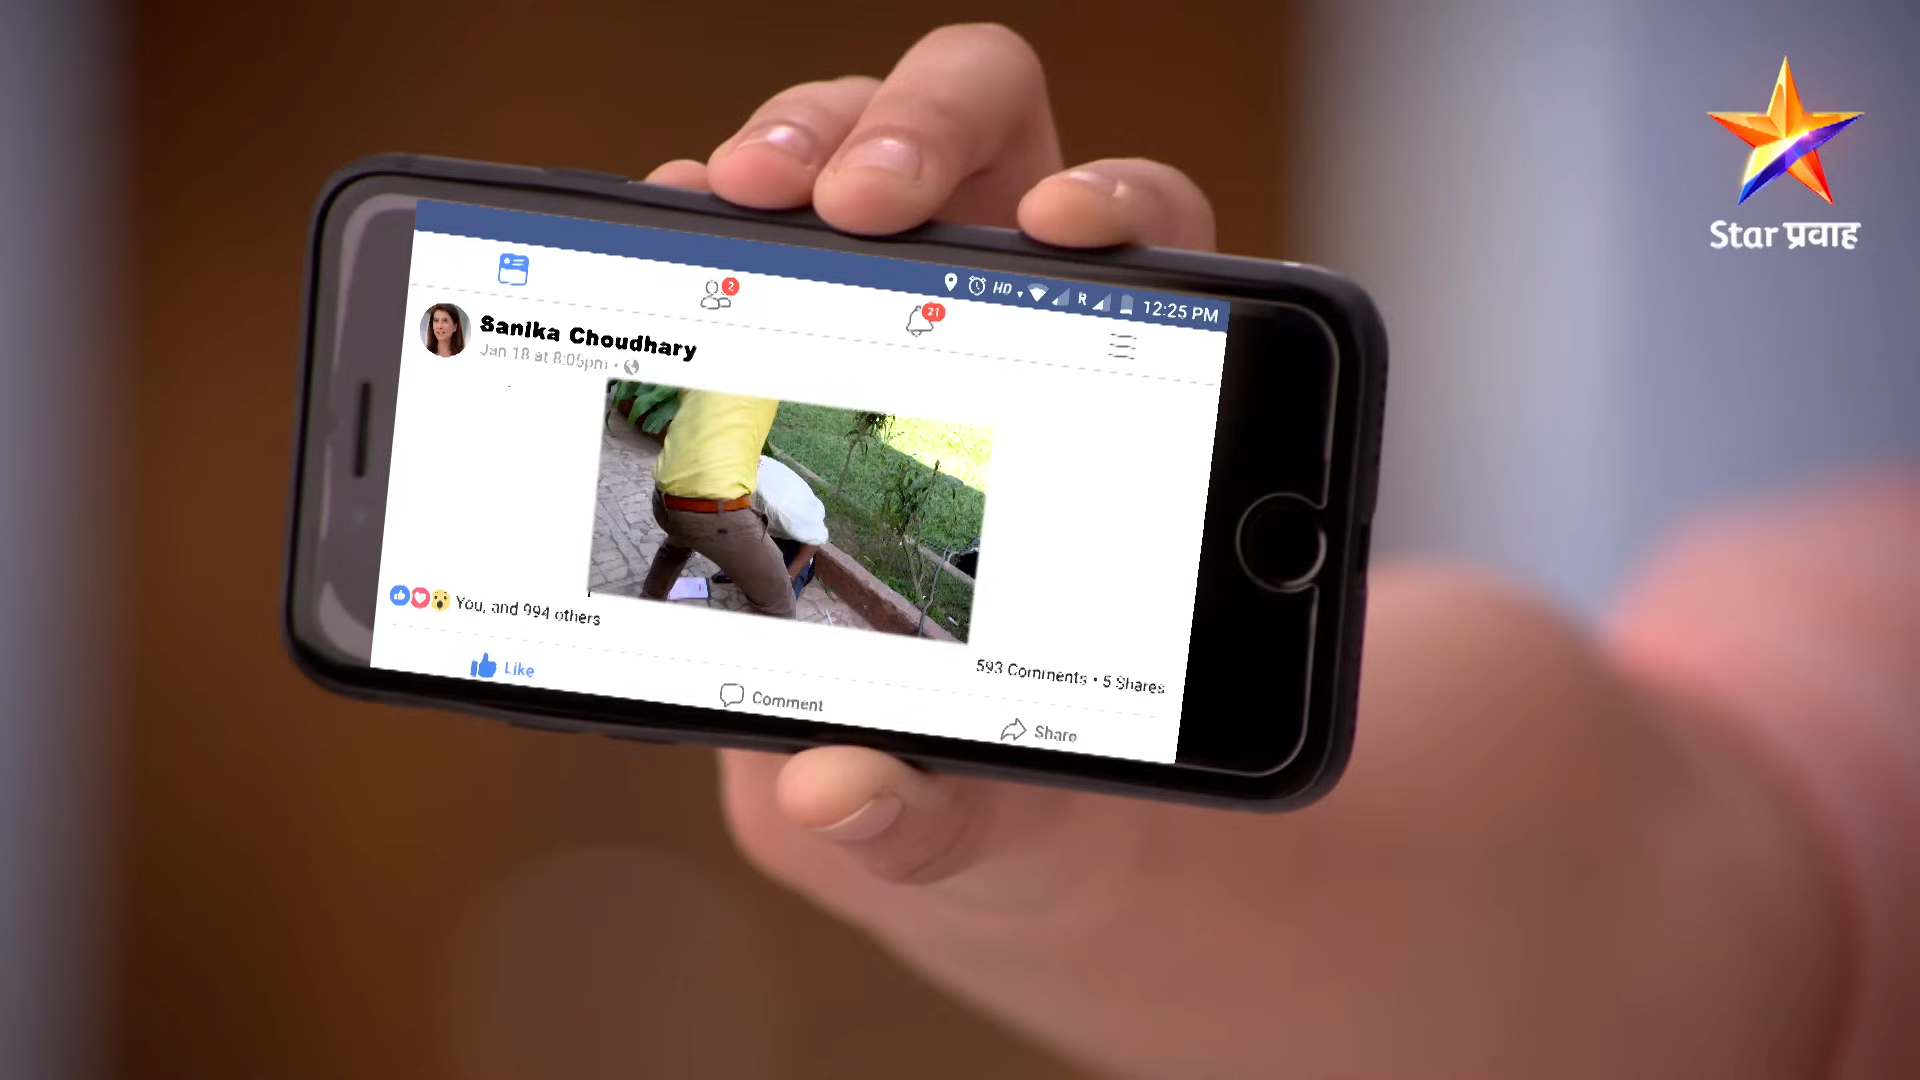 Star प्रवाह
HD R 12:25 PM
2
21
Sanika Choudhary
Jan 18 at 8:05pm •
You, and 994 others
593 Comments • 5 Shares
Like
Comment
Share